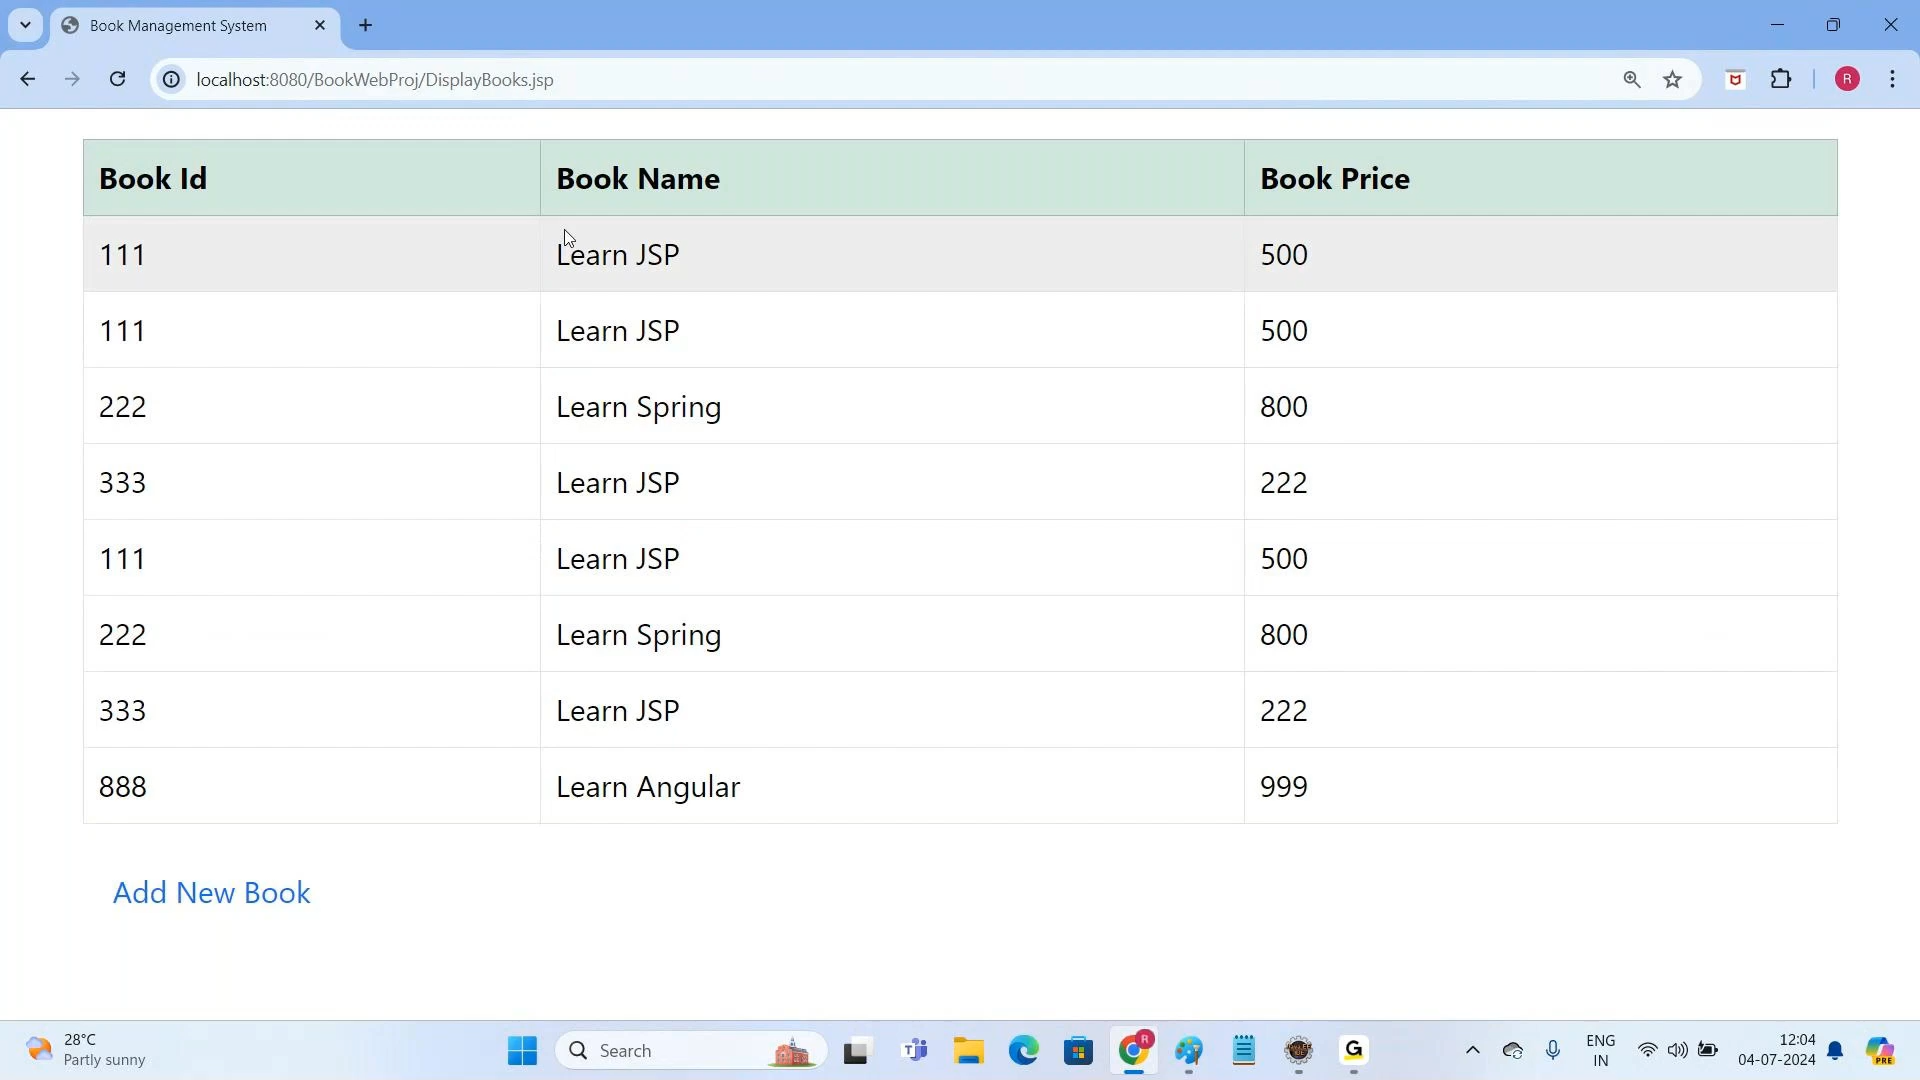 Book Management System
localhost:8080/BookWebProj/DisplayBooks.jsp
R
Book Id Book Name Book Price
111 Learn JSP 500
111 Learn JSP 500
222 Learn Spring 800
333 Learn JSP 222
111 Learn JSP 500
222 Learn Spring 800
333 Learn JSP 222
888 Learn Angular 999
Add New Book
28°C
Partly sunny
Search
R
G
ENG
IN
12:04
04-07-2024
PRE